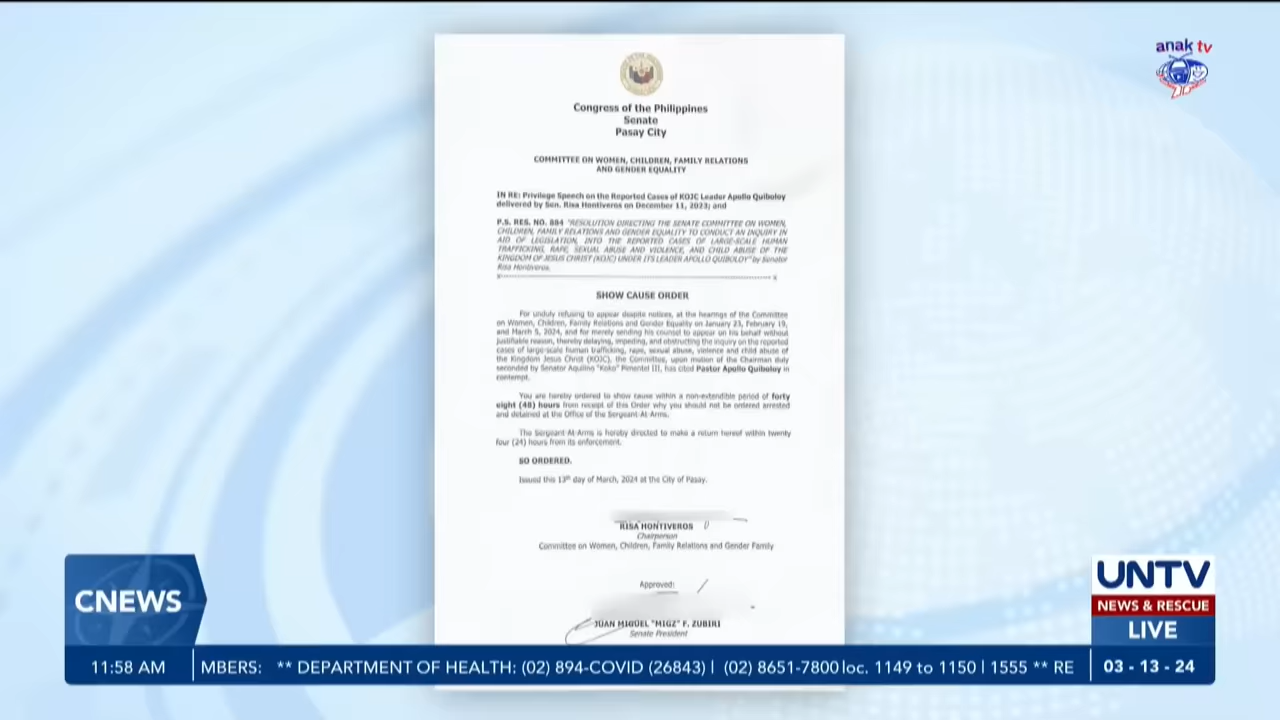 anak tv
Congress of the Philippines
Senate
Pasay City
COMMITTEE ON WOMEN, CHILDREN, FAMILY RELATIONS
AND GENDER EQUALITY
IN RE: Privilege Speech on the Reported Cases of KOJC Leader Apollo Quiboloy
delivered by Sen. Risa Hontiveros on December 11, 2023; and
P.S. RES. NO. 884 "RESOLUTION DIRECTING THE SENATE COMMITTEE ON WOMEN,
CHILDREN, FAMILY RELATIONS AND GENDER EQUALITY TO CONDUCT AN INQUIRY IN
AID OF LEGISLATION, INTO THE REPORTED CASES OF LARGE-SCALE HUMAN
TRAFFICKING, RAPE, SEXUAL ABUSE AND VIOLENCE, AND CHILD ABUSE OF THE
KINGDOM OF JESUS CHRIST (KOJC) UNDER ITS LEADER APOLLO QUIBOLOY" by Senator
Risa Hontiveros.
x-----------------------------------------------------------------x
SHOW CAUSE ORDER
For unduly refusing to appear despite notices, at the hearings of the Committee
on Women, Children, Family Relations and Gender Equality on January 23, February 19,
and March 5, 2024, and for merely sending his counsel to appear on his behalf without
justifiable reason, thereby delaying, impeding, and obstructing the inquiry on the reported
cases of large-scale human trafficking, rape, sexual abuse, violence and child abuse of
the Kingdom Jesus Christ (KOJC), the Committee, upon motion of the Chairman duly
seconded by Senator Aquilino "Koko" Pimentel III, has cited Pastor Apollo Quiboloy in
contempt.
You are hereby ordered to show cause within a non-extendible period of forty
eight (48) hours from receipt of this Order why you should not be ordered arrested
and detained at the Office of the Sergeant-At-Arms.
The Sergeant-At-Arms is hereby directed to make a return hereof within twenty
four (24) hours from its enforcement.
SO ORDERED.
Issued this 13th day of March, 2024 at the City of Pasay.
RISA HONTIVEROS
Chairperson
Committee on Women, Children, Family Relations and Gender Family
Approved:
JUAN MIGUEL "MIGZ" F. ZUBIRI
Senate President
CNEWS
UNTV
NEWS & RESCUE
LIVE
11:58 AM
MBERS: ** DEPARTMENT OF HEALTH: (02) 894-COVID (26843) | (02) 8651-7800 loc. 1149 to 1150 | 1555 ** RE
03 - 13 - 24